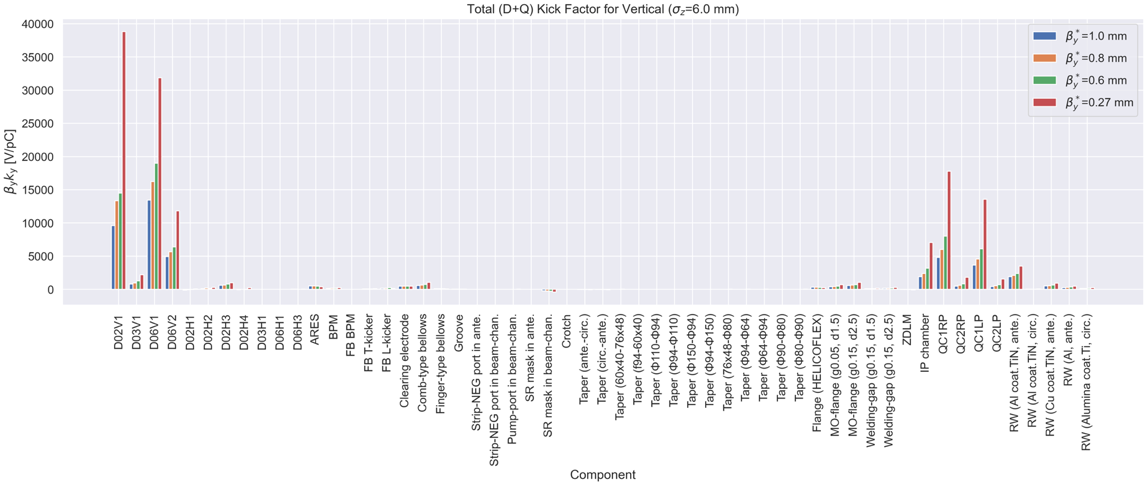 Total (D+Q) Kick Factor for Vertical (σz=6.0 mm)
40000
35000
30000
25000
20000
15000
10000
5000
0
βyky [V/pC]
βy*=1.0 mm
βy*=0.8 mm
βy*=0.6 mm
βy*=0.27 mm
D02V1
D03V1
D06V1
D06V2
D02H1
D02H2
D02H3
D02H4
D03H1
D06H1
D06H3
ARES
BPM
FB BPM
FB T-kicker
FB L-kicker
Clearing electrode
Comb-type bellows
Finger-type bellows
Groove
Strip-NEG port in ante.
Strip-NEG port in beam-chan.
Pump-port in beam-chan.
SR mask in ante.
SR mask in beam-chan.
Crotch
Taper (ante.-circ.)
Taper (circ.-ante.)
Taper (60x40-76x48)
Taper (f94-60x40)
Taper (Φ110-Φ94)
Taper (Φ94-Φ110)
Taper (Φ150-Φ94)
Taper (Φ94-Φ150)
Taper (76x48-Φ80)
Taper (Φ94-Φ64)
Taper (Φ64-Φ94)
Taper (Φ90-Φ80)
Taper (Φ80-Φ90)
Flange (HELICOFLEX)
MO-flange (g0.05, d1.5)
MO-flange (g0.15, d2.5)
Welding-gap (g0.15, d1.5)
Welding-gap (g0.15, d2.5)
ZDLM
IP chamber
QC1RP
QC2RP
QC1LP
QC2LP
RW (Al coat.TiN, ante.)
RW (Al coat.TiN, circ.)
RW (Cu coat.TiN, ante.)
RW (Al, ante.)
RW (Alumina coat.Ti, circ.)
Component